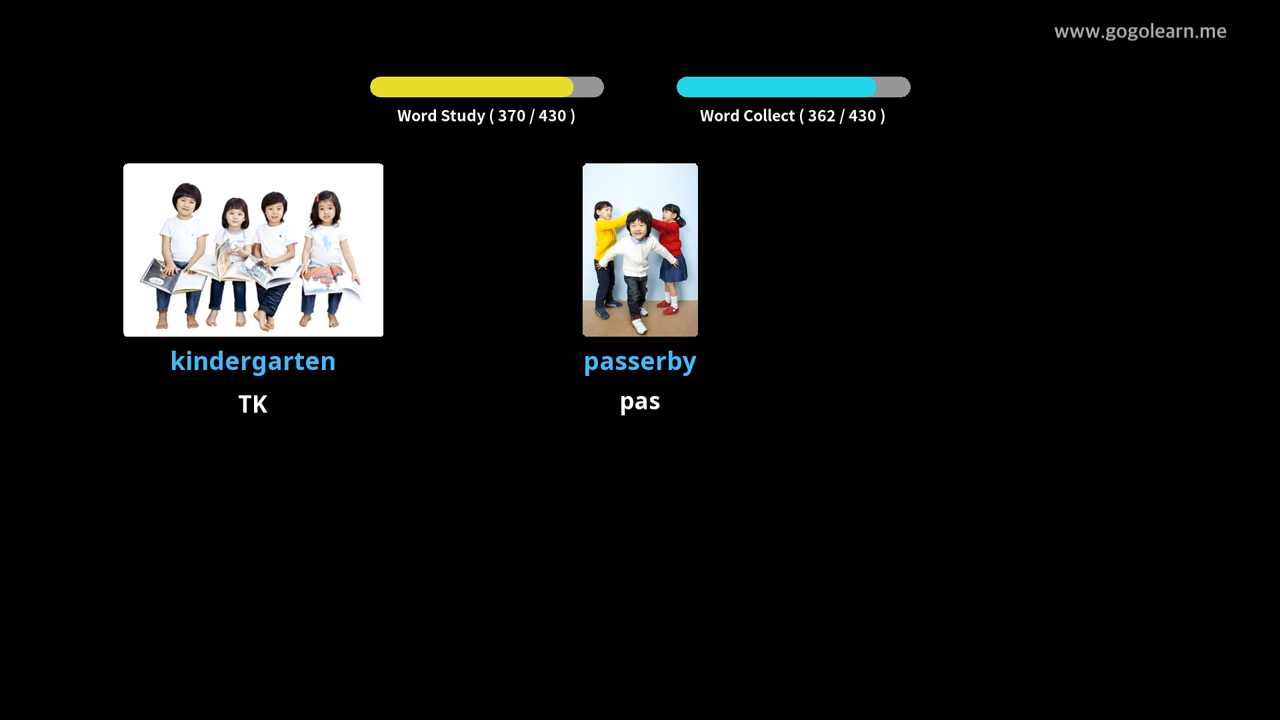 www.gogolearn.me
Word Study ( 370 / 430 )
Word Collect ( 362 / 430 )
kindergarten
TK
passerby
pas